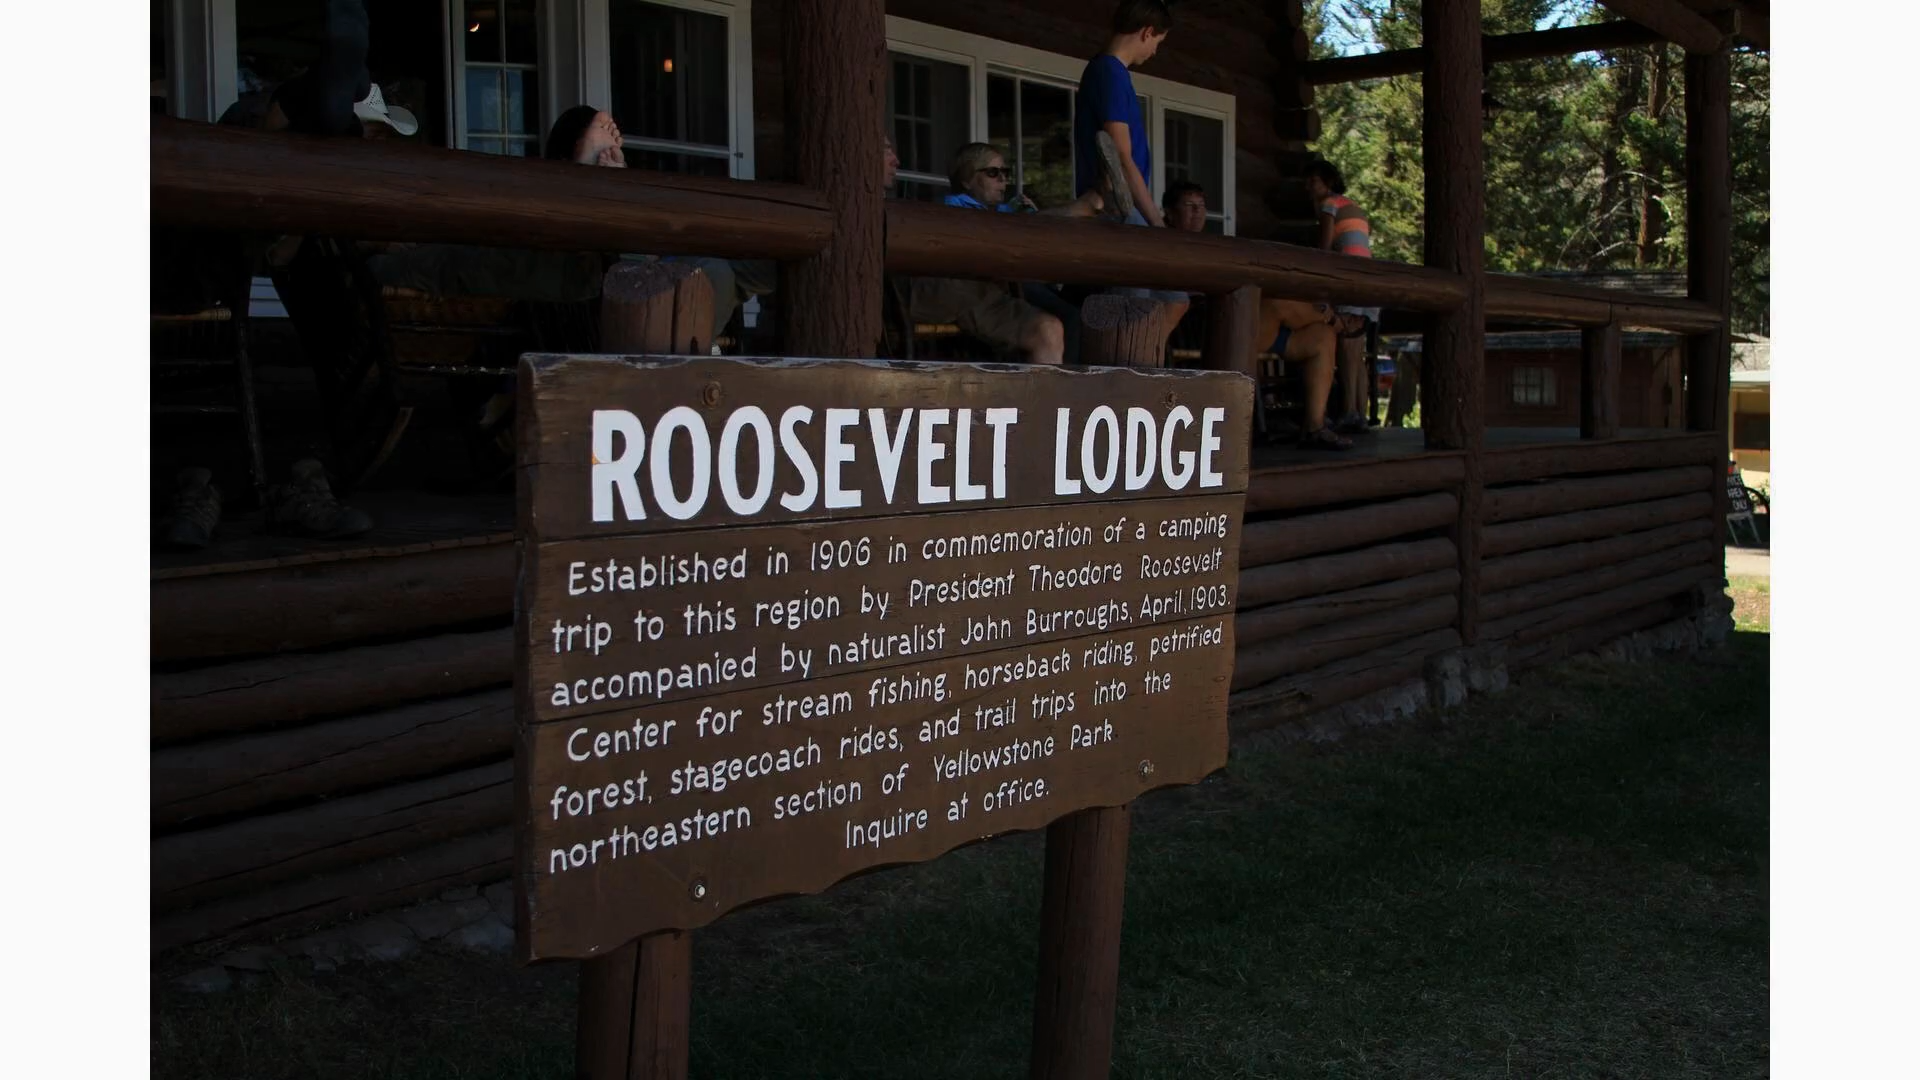 ROOSEVELT LODGE
Established in 1906 in commemoration of a camping
trip to this region by President Theodore Roosevelt
accompanied by naturalist John Burroughs, April, 1903.
Center for stream fishing, horseback riding, petrified
forest, stagecoach rides, and trail trips into the
northeastern section of Yellowstone Park.
Inquire at office.
AREA
ONLY